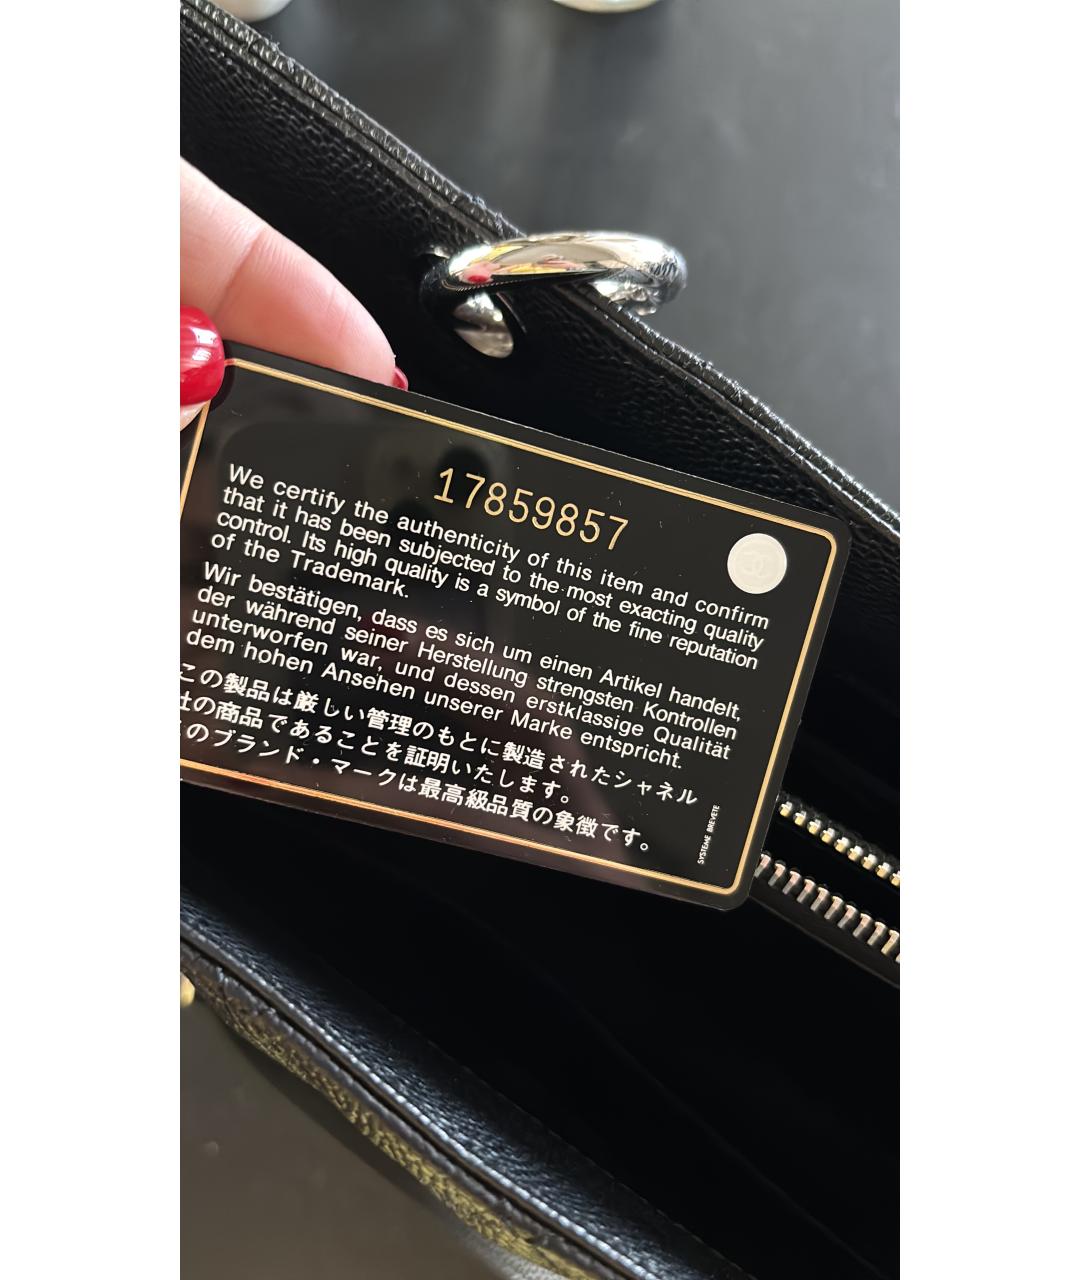 17859857
We certify the authenticity of this item and confirm
that it has been subjected to the most exacting quality
control. Its high quality is a symbol of the fine reputation
of the Trademark.
Wir bestätigen, dass es sich um einen Artikel handelt,
der während seiner Herstellung strengsten Kontrollen
unterworfen war, und dessen erstklassige Qualität
dem hohen Ansehen unserer Marke entspricht.
この製品は厳しい管理のもとに製造されたシャネル
社の商品であることを証明いたします。
のブランド・マークは最高級品質の象徴です。
SYSTEME BREVETE